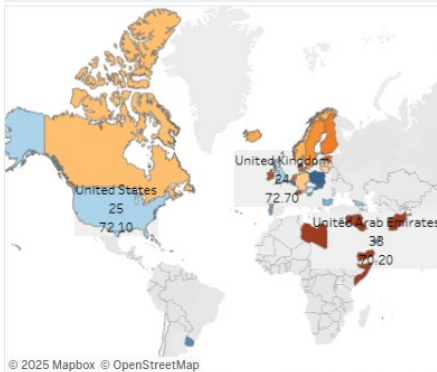 United Kingdom
24
72.70
United States
25
72.10
United Arab Emirates
38
70.20
© 2025 Mapbox © OpenStreetMap